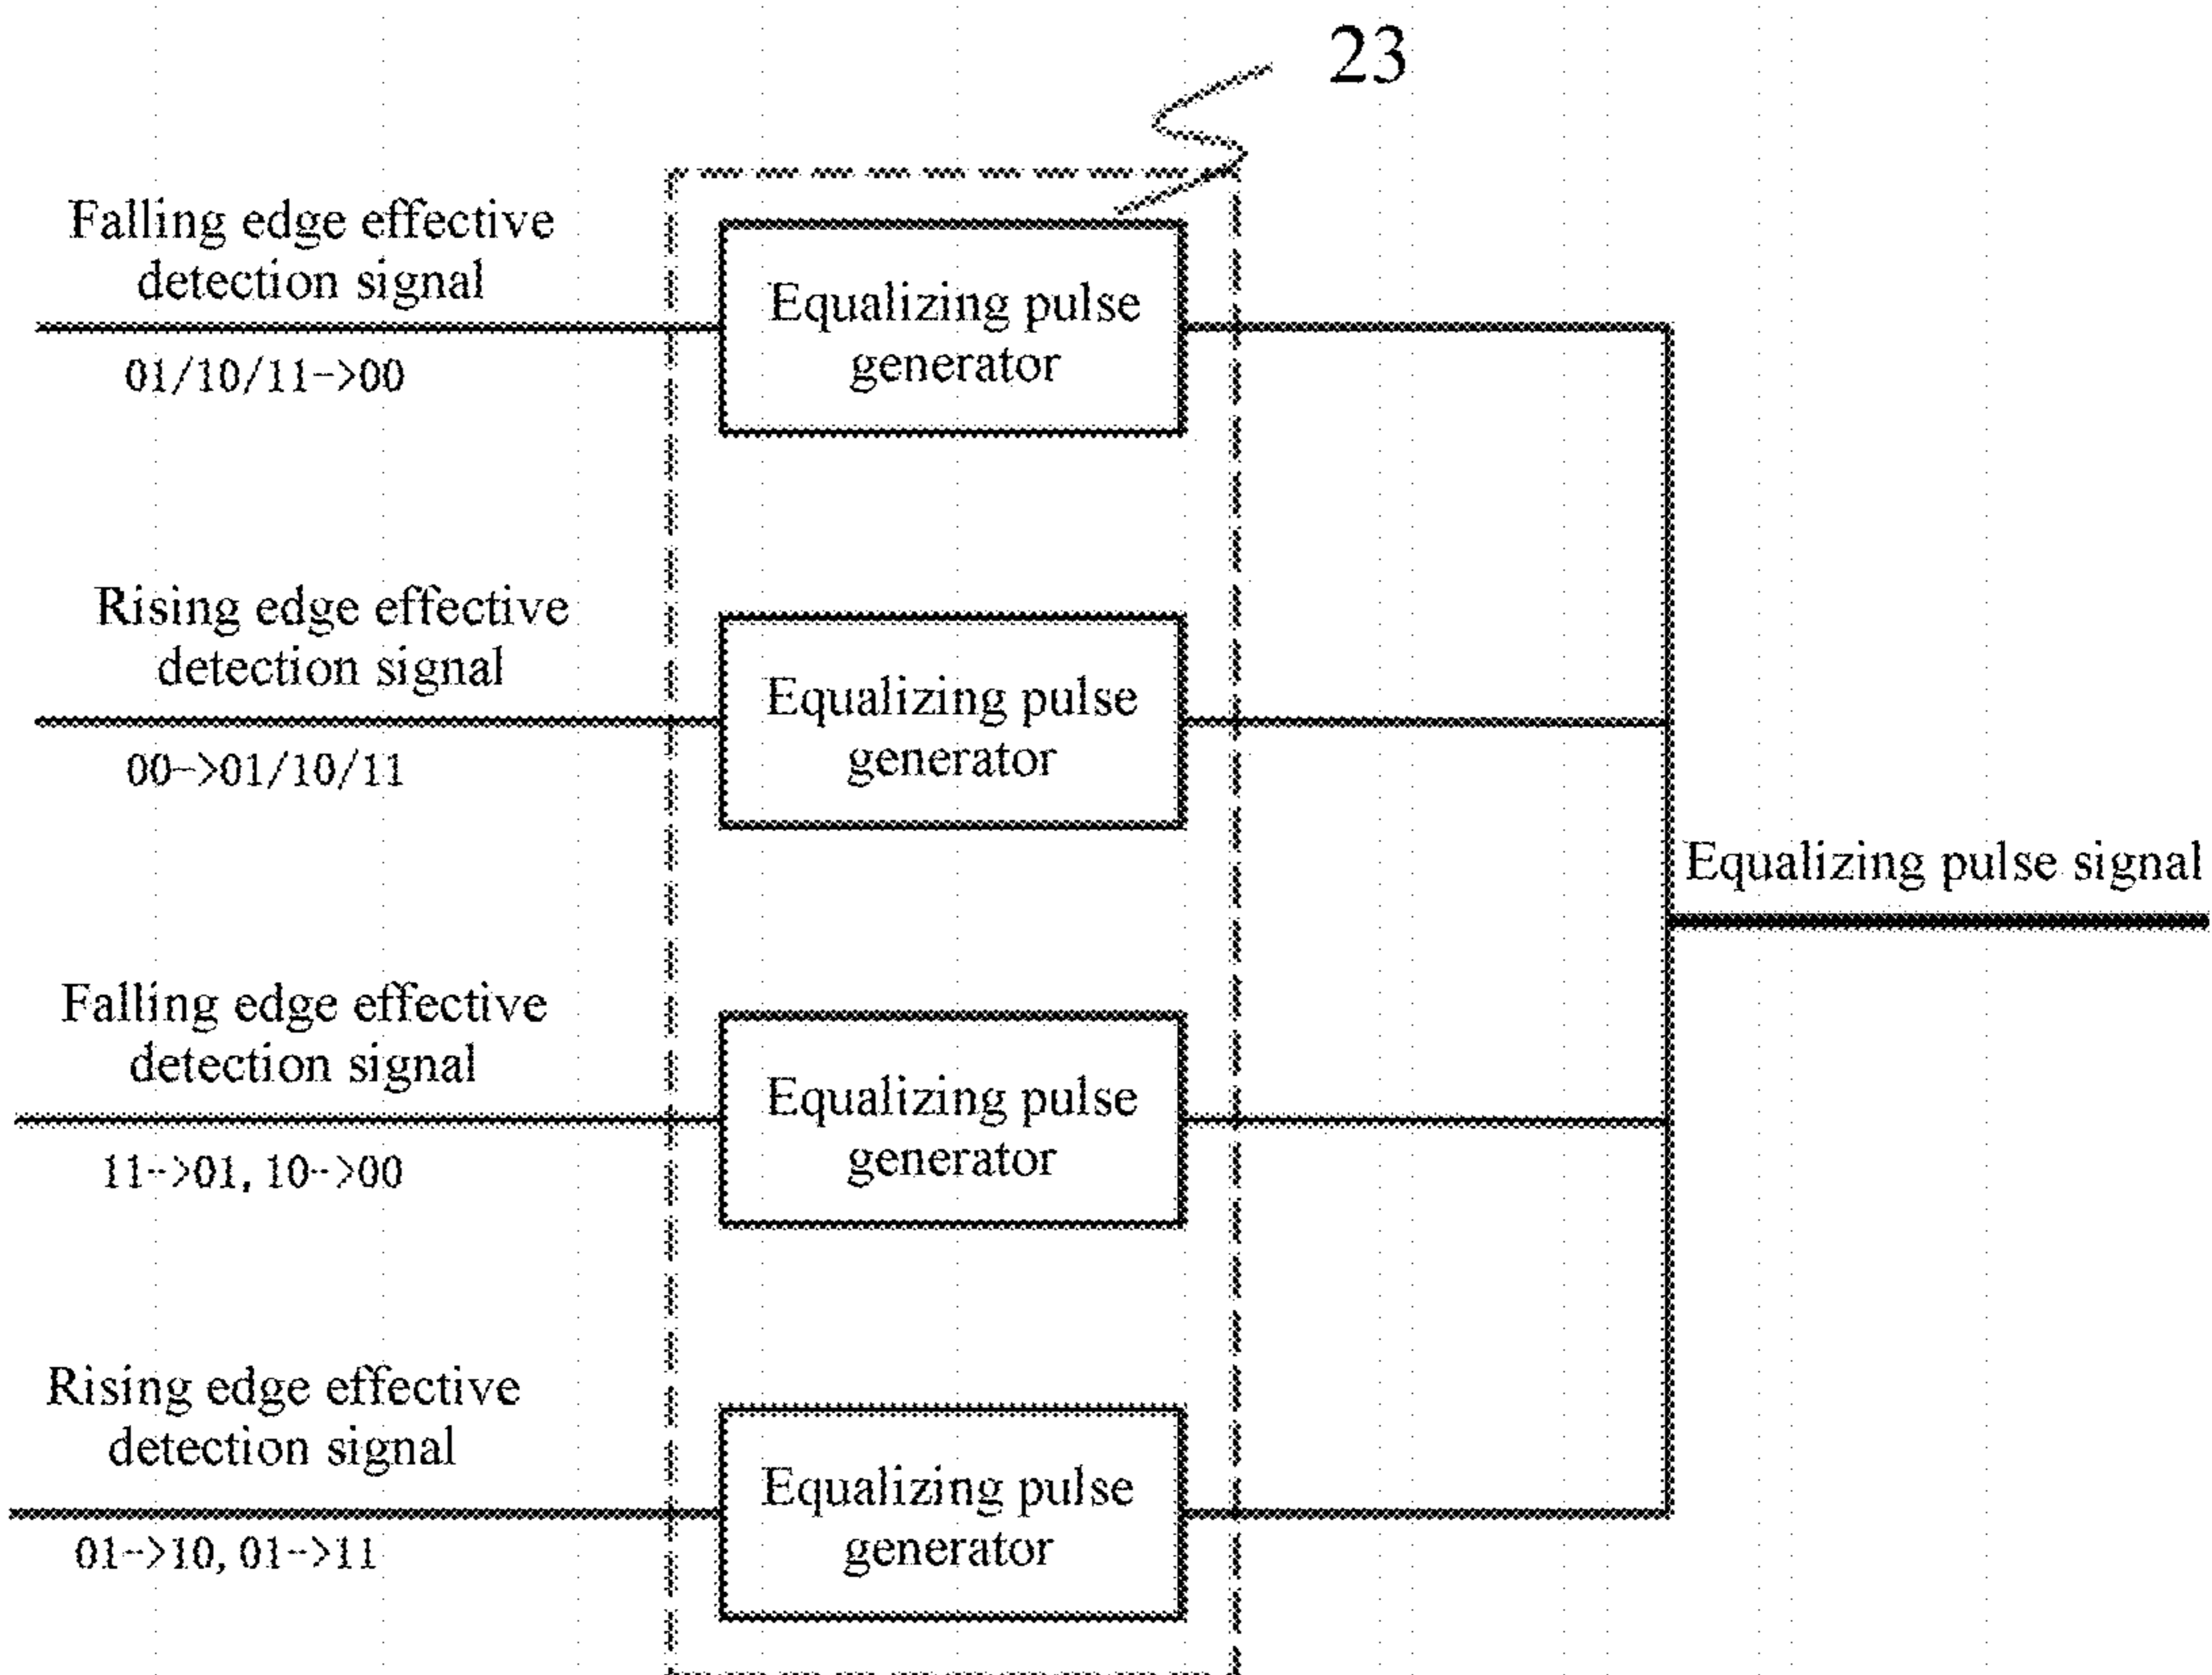 23
Falling edge effective
detection signal
01/10/11->00
Equalizing pulse
generator
Rising edge effective
detection signal
00->01/10/11
Equalizing pulse
generator
Equalizing pulse signal
Falling edge effective
detection signal
11->01, 10->00
Equalizing pulse
generator
Rising edge effective
detection signal
01->10, 01->11
Equalizing pulse
generator